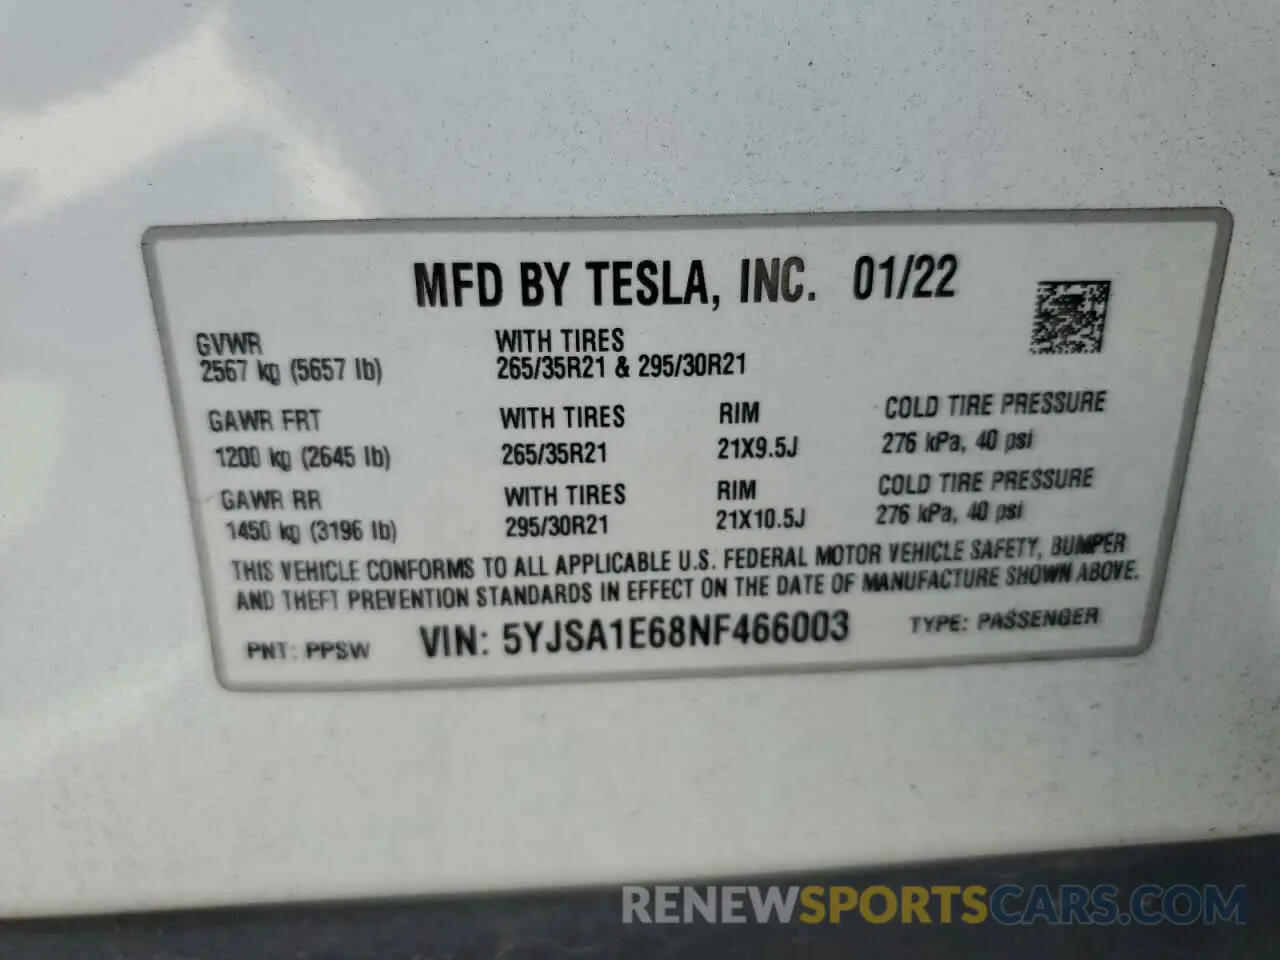 MFD BY TESLA, INC. 01/22
GVWR WITH TIRES
2567 kg (5657 lb) 265/35R21 & 295/30R21
GAWR FRT WITH TIRES RIM COLD TIRE PRESSURE
1200 kg (2645 lb) 265/35R21 21X9.5J 276 kPa, 40 psi
GAWR RR WITH TIRES RIM COLD TIRE PRESSURE
1450 kg (3196 lb) 295/30R21 21X10.5J 276 kPa, 40 psi
THIS VEHICLE CONFORMS TO ALL APPLICABLE U.S. FEDERAL MOTOR VEHICLE SAFETY, BUMPER
AND THEFT PREVENTION STANDARDS IN EFFECT ON THE DATE OF MANUFACTURE SHOWN ABOVE.
PNT: PPSW VIN: 5YJSA1E68NF466003 TYPE: PASSENGER
RENEWSPORTSCARS.COM